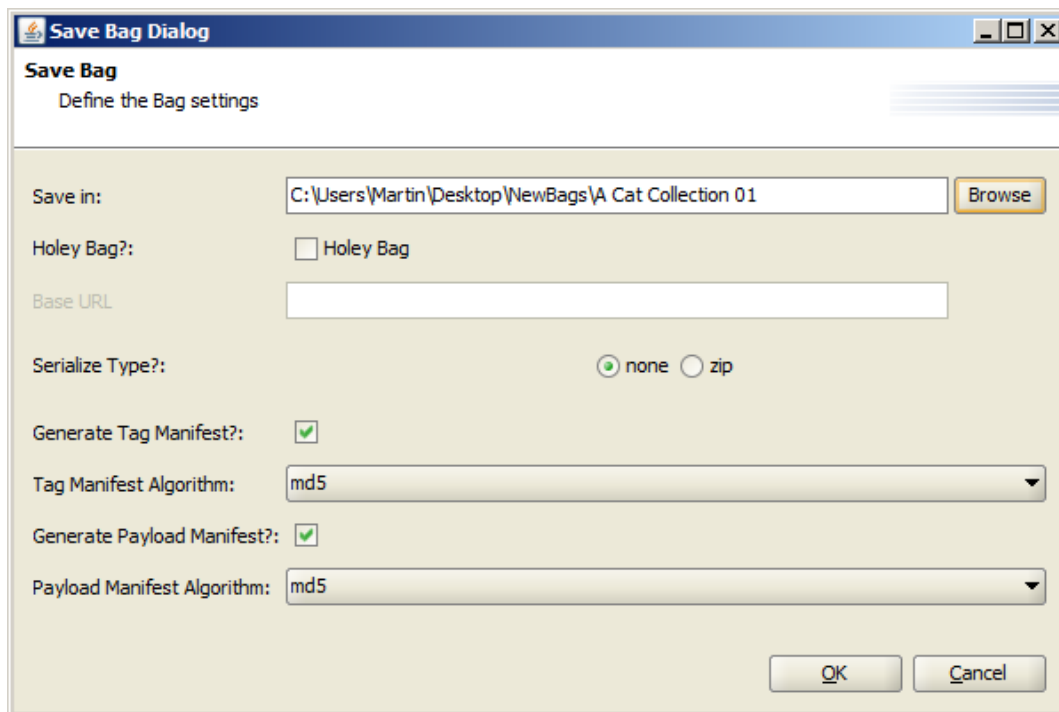 Save Bag Dialog
Save Bag
Define the Bag settings
Save in: C:\Users\Martin\Desktop\NewBags\A Cat Collection 01 Browse
Holey Bag?: Holey Bag
Base URL
Serialize Type?: none zip
Generate Tag Manifest?:
Tag Manifest Algorithm: md5
Generate Payload Manifest?:
Payload Manifest Algorithm: md5
OK Cancel